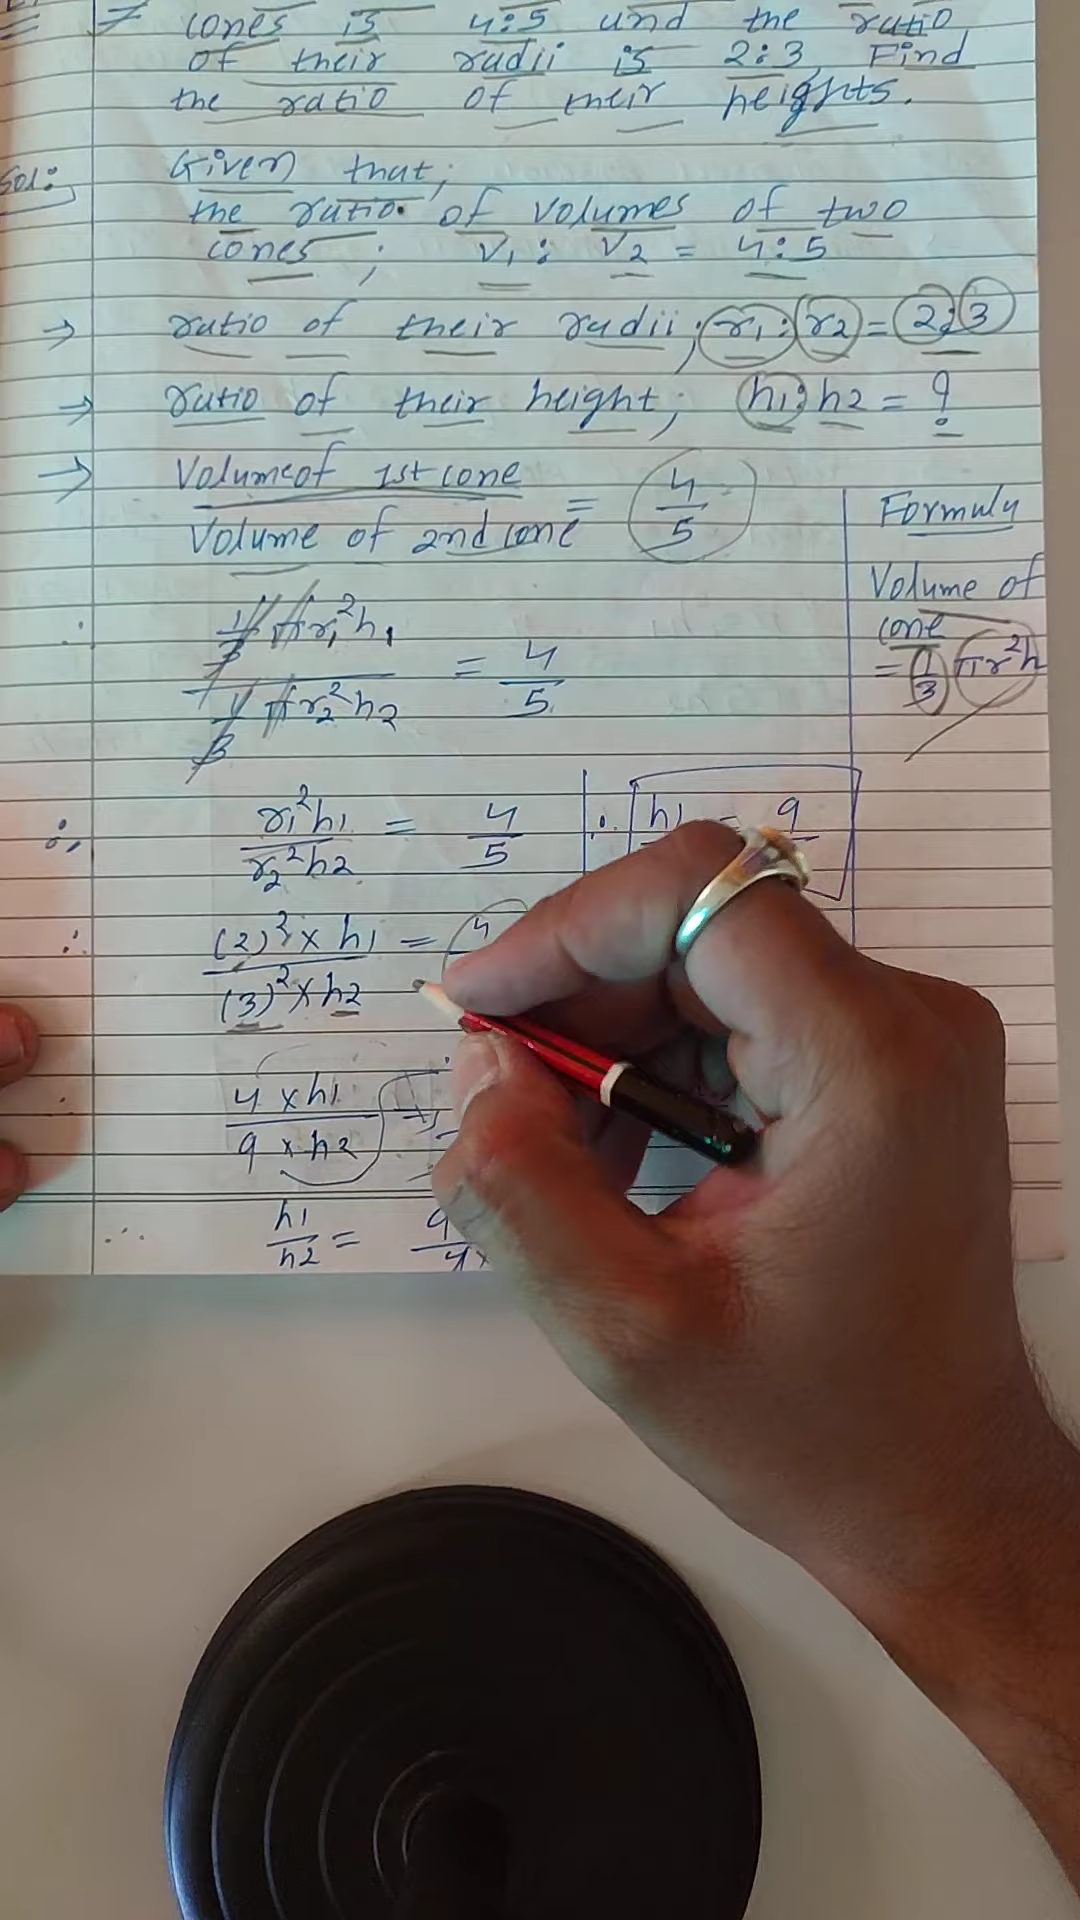 cones is 4:5 and the ratio
of their radii is 2:3. Find
the ratio of their heights.
Sol:
Given that;
the ratio of volumes of two
cones ; V1 : V2 = 4:5
→ ratio of their radii; r1 : r2 = 2:3
→ ratio of their height; h1:h2 = ?
→ Volume of 1st cone
Volume of 2nd cone
= 4/5
Formula
Volume of
cone
= 1/3 πr²h
∴ 1/3 πr1²h1
1/3 πr2²h2
= 4/5
∴ r1²h1 / r2²h2 = 4/5
∴ h1 = 9
∴ (2)² × h1 = 4
(3)² × h2
4 × h1
9 × h2
∴ h1/h2 = 9
4×